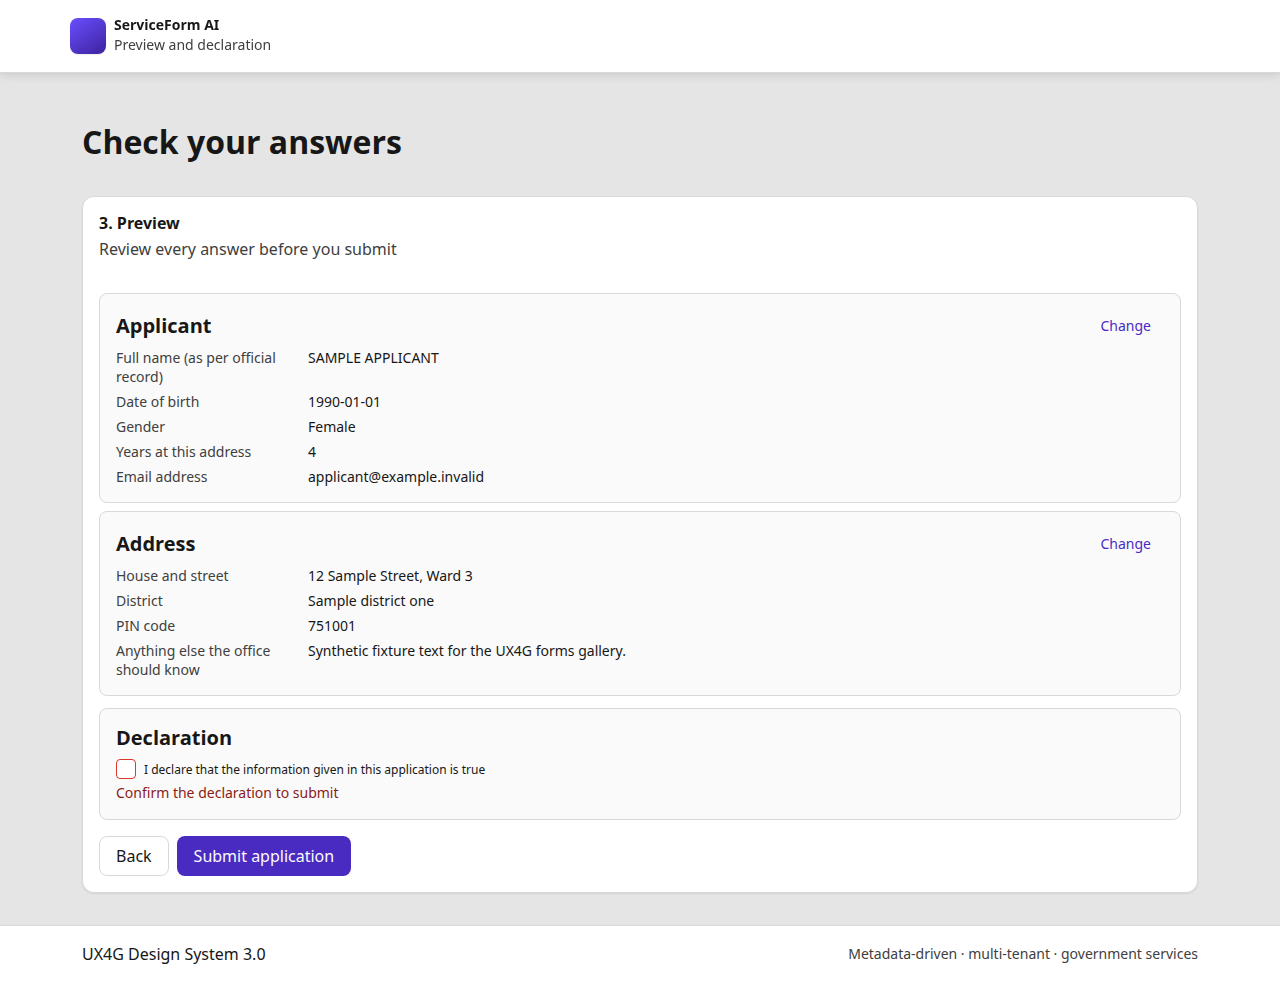 ServiceForm AI
Preview and declaration
Check your answers
3. Preview
Review every answer before you submit
Applicant
Change
Full name (as per official record)
SAMPLE APPLICANT
Date of birth
1990-01-01
Gender
Female
Years at this address
4
Email address
applicant@example.invalid
Address
Change
House and street
12 Sample Street, Ward 3
District
Sample district one
PIN code
751001
Anything else the office should know
Synthetic fixture text for the UX4G forms gallery.
Declaration
I declare that the information given in this application is true
Confirm the declaration to submit
Back
Submit application
UX4G Design System 3.0
Metadata-driven · multi-tenant · government services